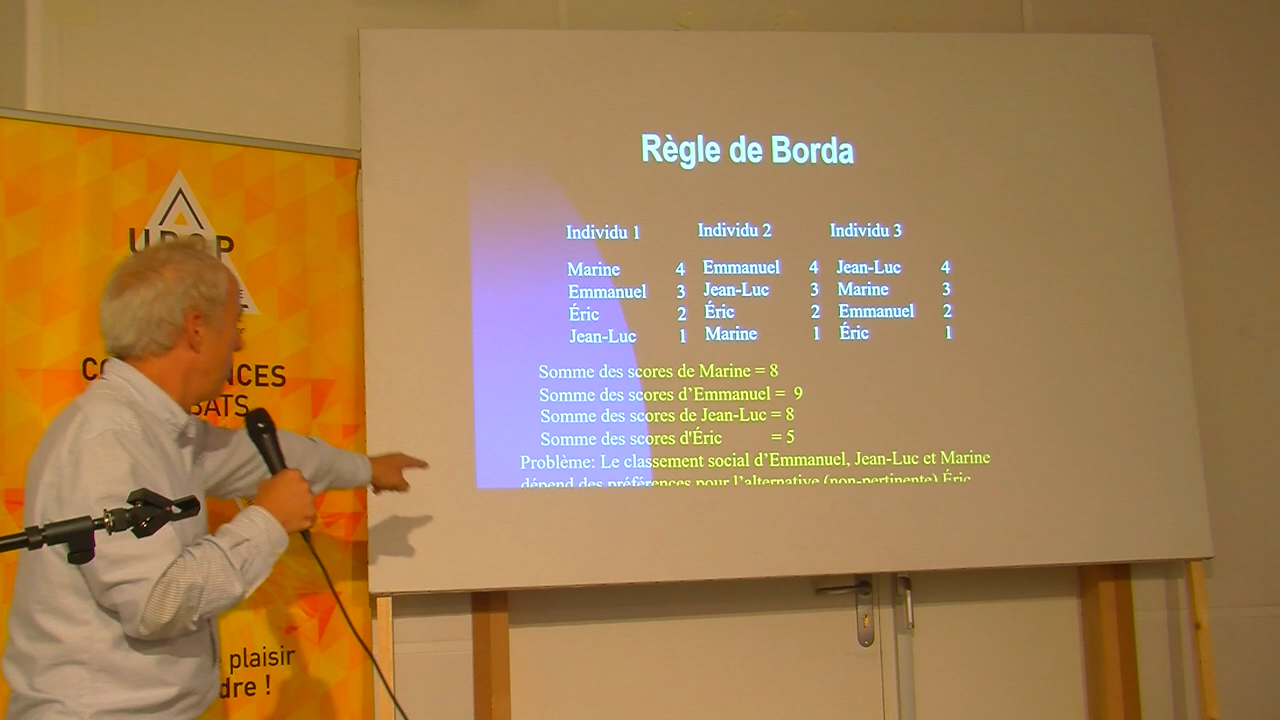 Règle de Borda
Individu 1 Individu 2 Individu 3
Marine 4 Emmanuel 4 Jean-Luc 4
Emmanuel 3 Jean-Luc 3 Marine 3
Éric 2 Éric 2 Emmanuel 2
Jean-Luc 1 Marine 1 Éric 1
Somme des scores de Marine = 8
Somme des scores d’Emmanuel = 9
Somme des scores de Jean-Luc = 8
Somme des scores d'Éric = 5
Problème: Le classement social d’Emmanuel, Jean-Luc et Marine
dépend des préférences pour l’alternative (non-pertinente) Éric
plaisir